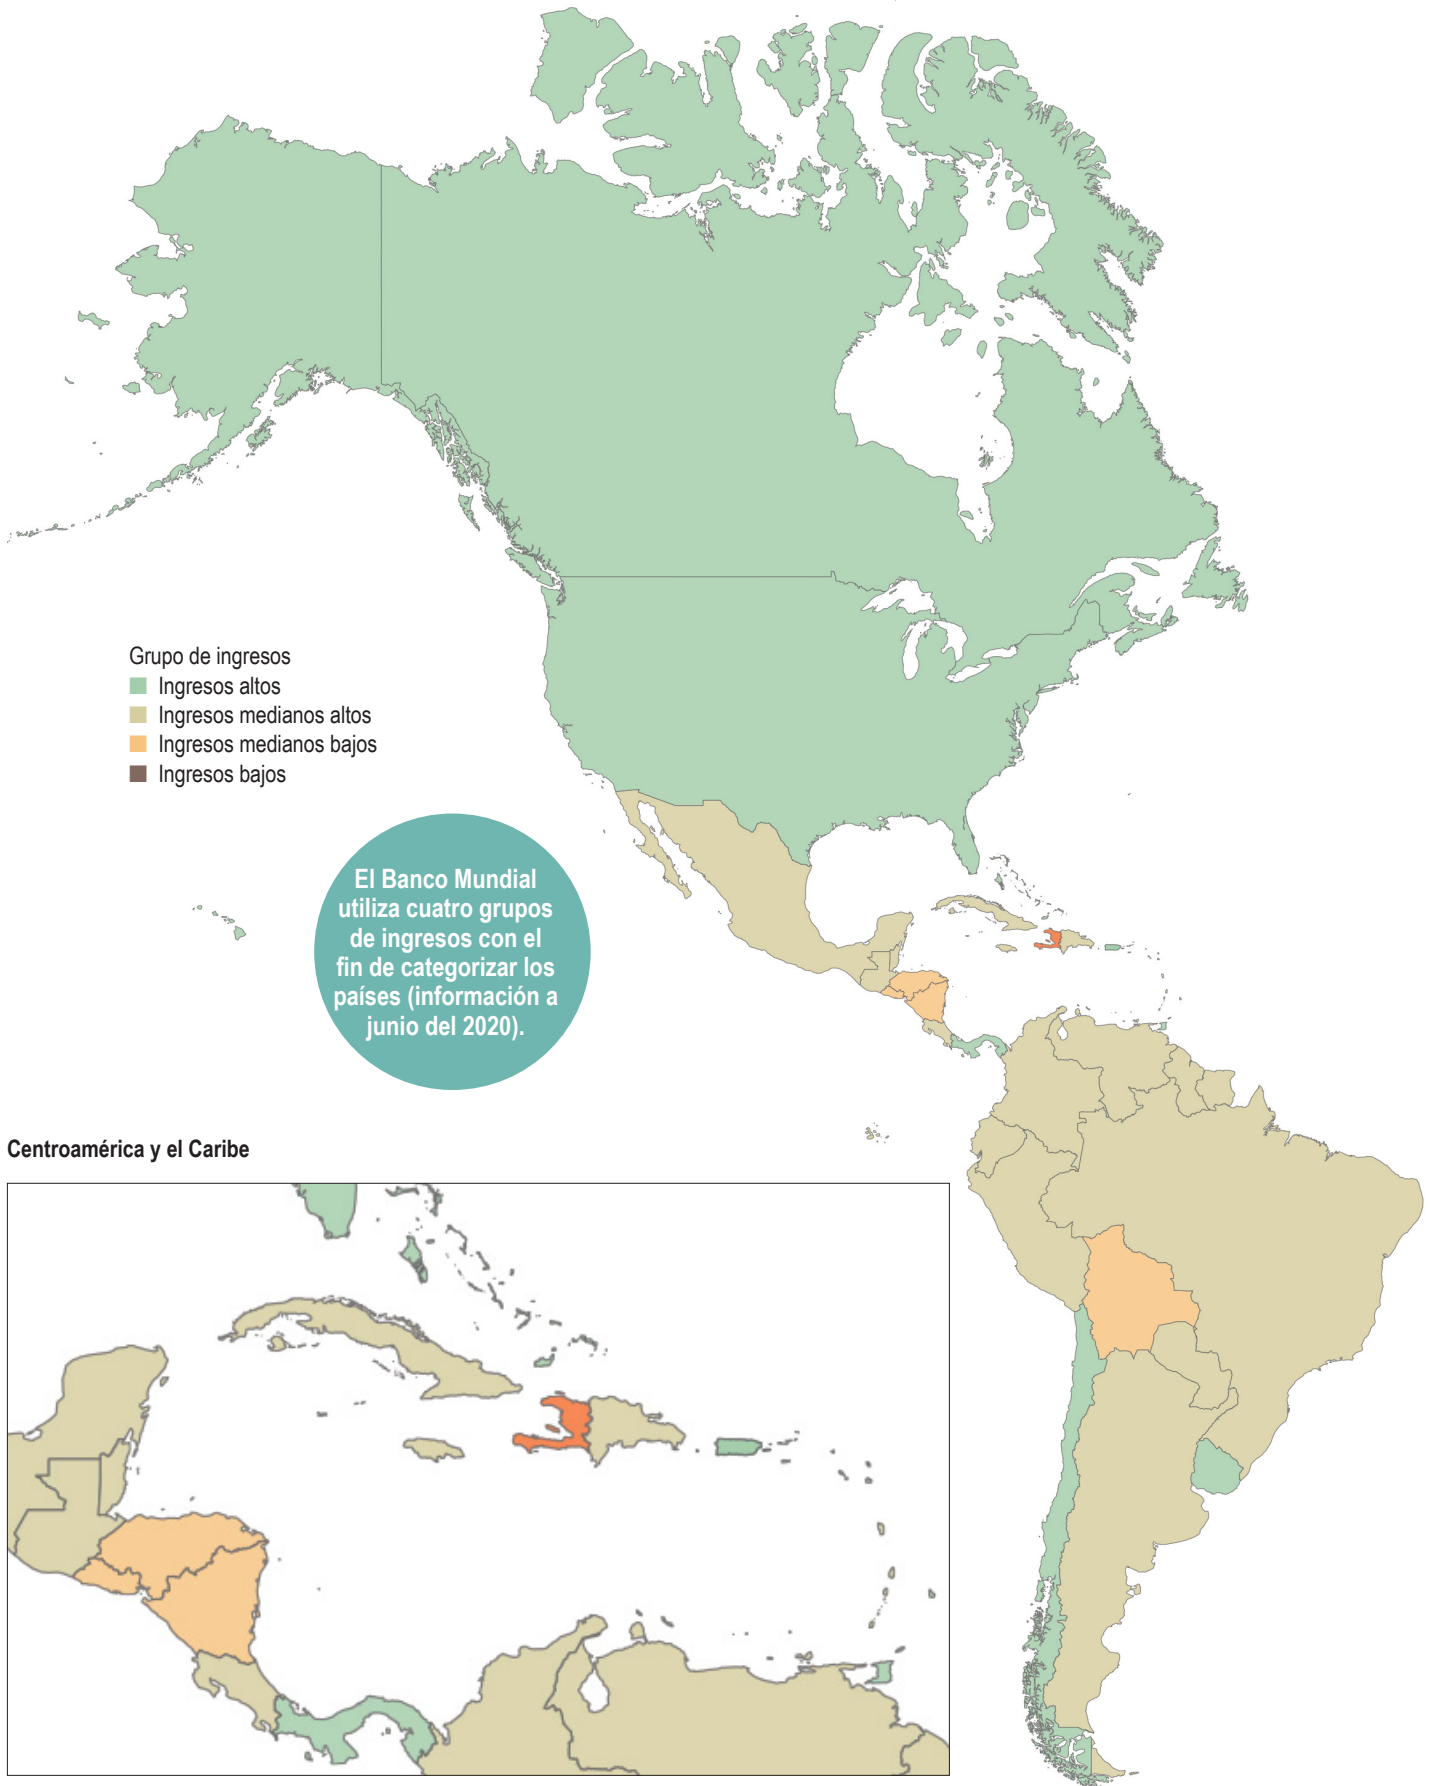 Grupo de ingresos
Ingresos altos
Ingresos medianos altos
Ingresos medianos bajos
Ingresos bajos
El Banco Mundial
utiliza cuatro grupos
de ingresos con el
fin de categorizar los
países (información a
junio del 2020).
Centroamérica y el Caribe